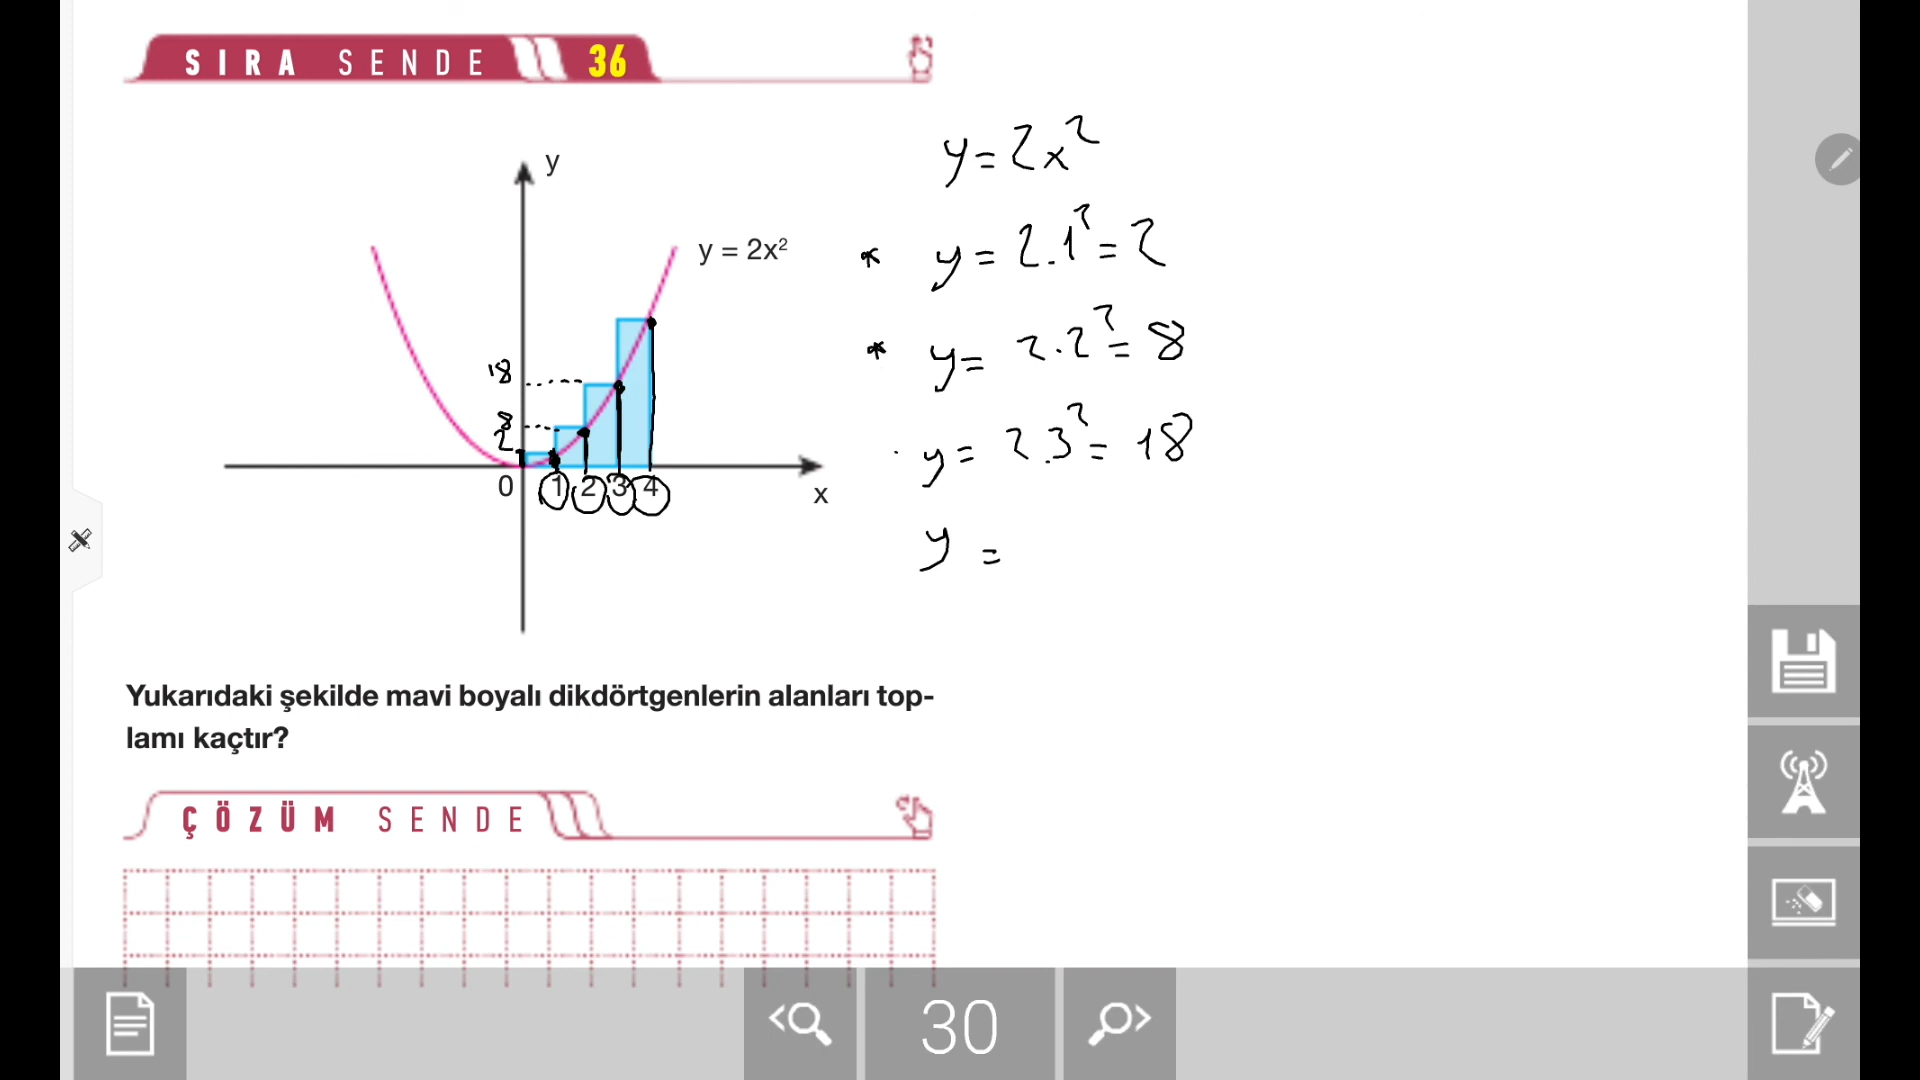 SIRA SENDE 36
y
y = 2x²
18
8
2
0 1 2 3 4
x
y = 2x²
* y = 2.1² = 2
* y = 2.2² = 8
. y = 2.3² = 18
y =
Yukarıdaki şekilde mavi boyalı dikdörtgenlerin alanları top-
lamı kaçtır?
ÇÖZÜM SENDE
30